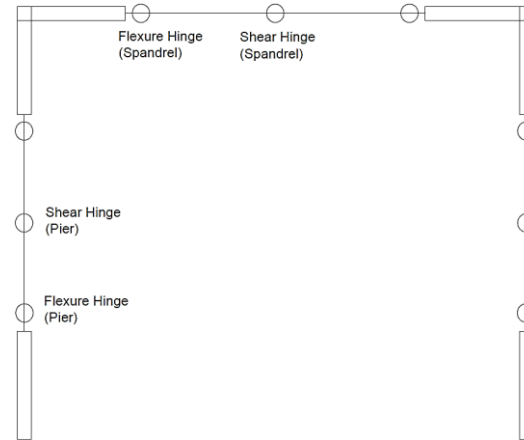 Flexure Hinge
(Spandrel)
Shear Hinge
(Spandrel)
Shear Hinge
(Pier)
Flexure Hinge
(Pier)